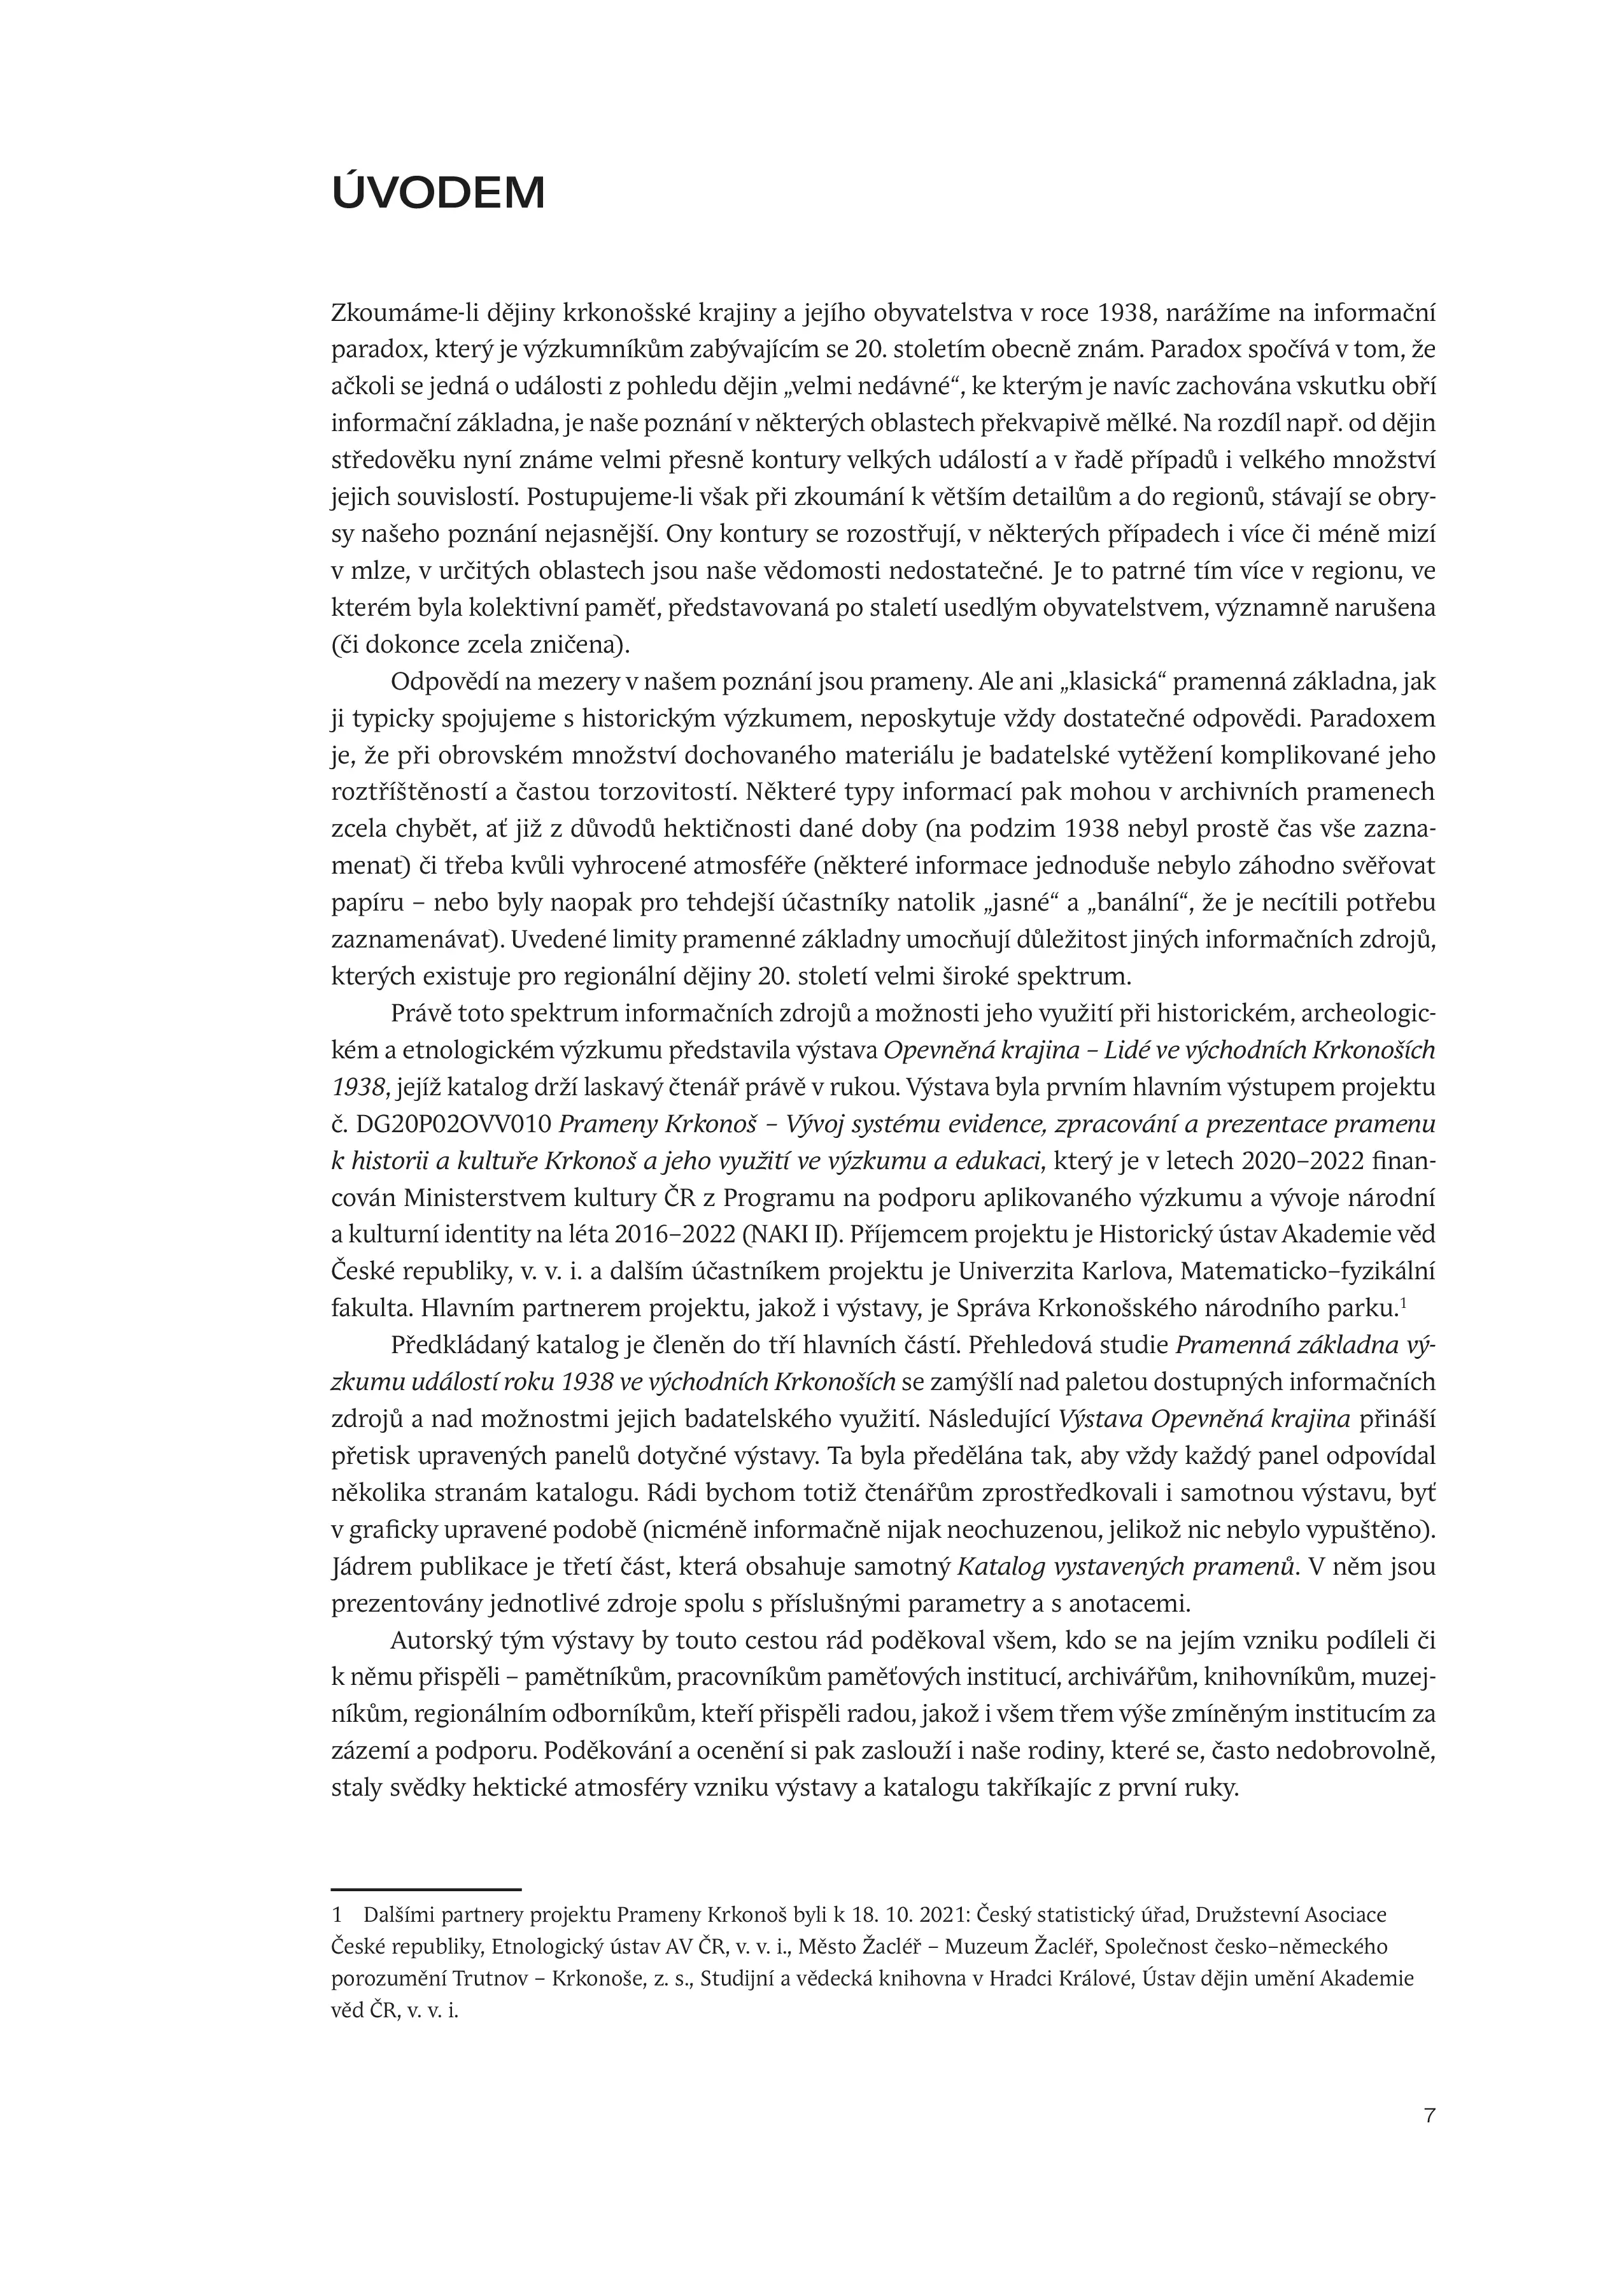 ÚVODEM
Zkoumáme-li dějiny krkonošské krajiny a jejího obyvatelstva v roce 1938, narážíme na informační
paradox, který je výzkumníkům zabývajícím se 20. stoletím obecně znám. Paradox spočívá v tom, že
ačkoli se jedná o události z pohledu dějin „velmi nedávné“, ke kterým je navíc zachována vskutku obří
informační základna, je naše poznání v některých oblastech překvapivě mělké. Na rozdíl např. od dějin
středověku nyní známe velmi přesně kontury velkých událostí a v řadě případů i velkého množství
jejich souvislostí. Postupujeme-li však při zkoumání k větším detailům a do regionů, stávají se obry-
sy našeho poznání nejasnější. Ony kontury se rozostřují, v některých případech i více či méně mizí
v mlze, v určitých oblastech jsou naše vědomosti nedostatečné. Je to patrné tím více v regionu, ve
kterém byla kolektivní paměť, představovaná po staletí usedlým obyvatelstvem, významně narušena
(či dokonce zcela zničena).
Odpovědí na mezery v našem poznání jsou prameny. Ale ani „klasická“ pramenná základna, jak
ji typicky spojujeme s historickým výzkumem, neposkytuje vždy dostatečné odpovědi. Paradoxem
je, že při obrovském množství dochovaného materiálu je badatelské vytěžení komplikované jeho
roztříštěností a častou torzovitostí. Některé typy informací pak mohou v archivních pramenech
zcela chybět, ať již z důvodů hektičnosti dané doby (na podzim 1938 nebyl prostě čas vše zazna-
menat) či třeba kvůli vyhrocené atmosféře (některé informace jednoduše nebylo záhodno svěřovat
papíru – nebo byly naopak pro tehdejší účastníky natolik „jasné“ a „banální“, že je necítili potřebu
zaznamenávat). Uvedené limity pramenné základny umocňují důležitost jiných informačních zdrojů,
kterých existuje pro regionální dějiny 20. století velmi široké spektrum.
Právě toto spektrum informačních zdrojů a možnosti jeho využití při historickém, archeologic-
kém a etnologickém výzkumu představila výstava Opevněná krajina – Lidé ve východních Krkonoších
1938, jejíž katalog drží laskavý čtenář právě v rukou. Výstava byla prvním hlavním výstupem projektu
č. DG20P02OVV010 Prameny Krkonoš – Vývoj systému evidence, zpracování a prezentace pramenu
k historii a kultuře Krkonoš a jeho využití ve výzkumu a edukaci, který je v letech 2020–2022 finan-
cován Ministerstvem kultury ČR z Programu na podporu aplikovaného výzkumu a vývoje národní
a kulturní identity na léta 2016–2022 (NAKI II). Příjemcem projektu je Historický ústav Akademie věd
České republiky, v. v. i. a dalším účastníkem projektu je Univerzita Karlova, Matematicko–fyzikální
fakulta. Hlavním partnerem projektu, jakož i výstavy, je Správa Krkonošského národního parku.1
Předkládaný katalog je členěn do tří hlavních částí. Přehledová studie Pramenná základna vý-
zkumu událostí roku 1938 ve východních Krkonoších se zamýšlí nad paletou dostupných informačních
zdrojů a nad možnostmi jejich badatelského využití. Následující Výstava Opevněná krajina přináší
přetisk upravených panelů dotyčné výstavy. Ta byla předělána tak, aby vždy každý panel odpovídal
několika stranám katalogu. Rádi bychom totiž čtenářům zprostředkovali i samotnou výstavu, byť
v graficky upravené podobě (nicméně informačně nijak neochuzenou, jelikož nic nebylo vypuštěno).
Jádrem publikace je třetí část, která obsahuje samotný Katalog vystavených pramenů. V něm jsou
prezentovány jednotlivé zdroje spolu s příslušnými parametry a s anotacemi.
Autorský tým výstavy by touto cestou rád poděkoval všem, kdo se na jejím vzniku podíleli či
k němu přispěli – pamětníkům, pracovníkům paměťových institucí, archivářům, knihovníkům, muzej-
níkům, regionálním odborníkům, kteří přispěli radou, jakož i všem třem výše zmíněným institucím za
zázemí a podporu. Poděkování a ocenění si pak zaslouží i naše rodiny, které se, často nedobrovolně,
staly svědky hektické atmosféry vzniku výstavy a katalogu takříkajíc z první ruky.
1 Dalšími partnery projektu Prameny Krkonoš byli k 18. 10. 2021: Český statistický úřad, Družstevní Asociace
České republiky, Etnologický ústav AV ČR, v. v. i., Město Žacléř – Muzeum Žacléř, Společnost česko–německého
porozumění Trutnov – Krkonoše, z. s., Studijní a vědecká knihovna v Hradci Králové, Ústav dějin umění Akademie
věd ČR, v. v. i.
7